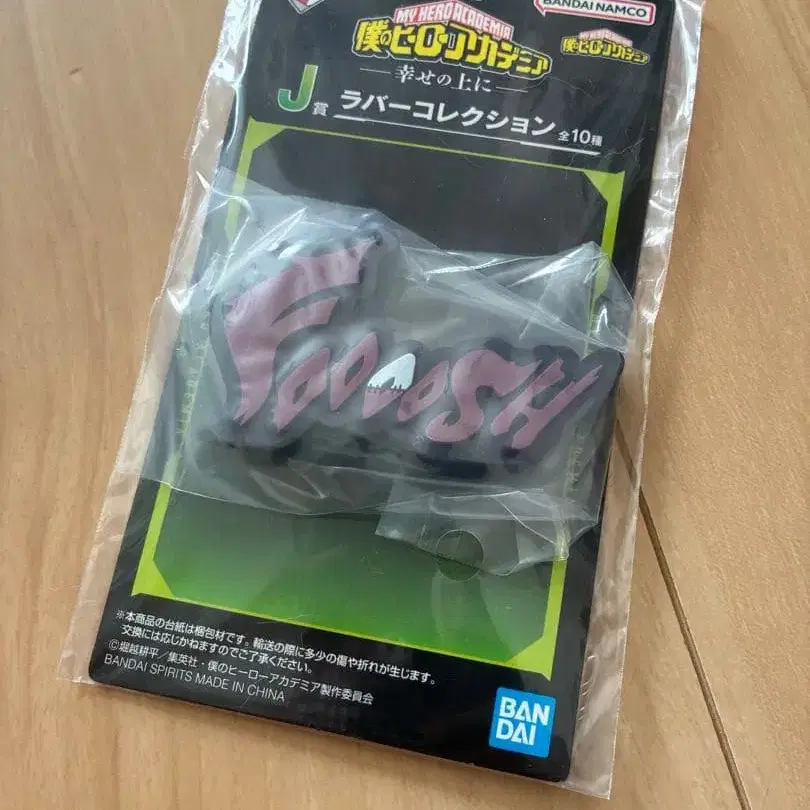 BANDAI NAMCO
MY HERO ACADEMIA
僕のヒーローアカデミア
僕のヒーローアカデミア
幸せの上に
J賞 ラバーコレクション 全10種
FOOOOSH
※本商品の台紙は梱包材です。輸送の際に多少の傷や折れが生じます。
交換には応じかねますのでご了承ください。
©堀越耕平／集英社・僕のヒーローアカデミア製作委員会
BANDAI SPIRITS MADE IN CHINA
BAN
DAI